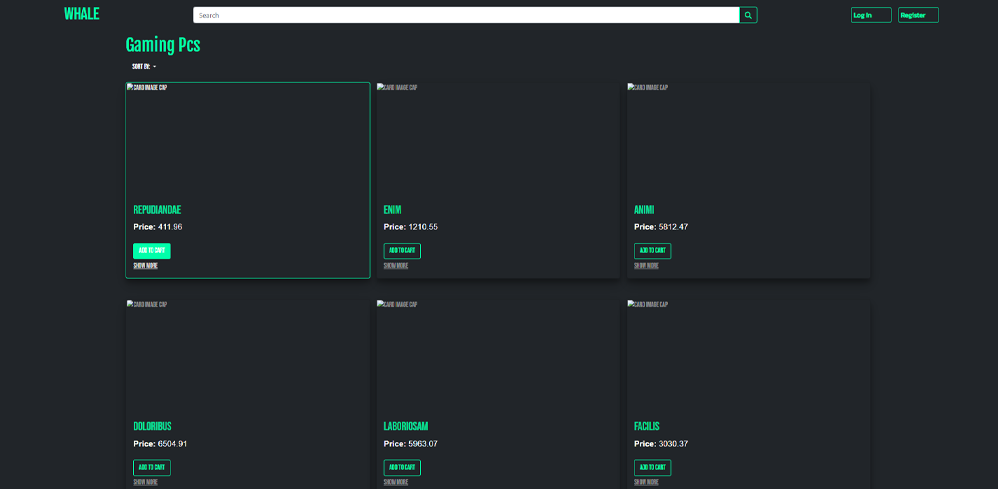 WHALE
Search
Log In
Register
Gaming Pcs
SORT BY:
CARD IMAGE CAP
CARD IMAGE CAP
CARD IMAGE CAP
REPUDIANDAE
ENIM
ANIMI
Price: 411.96
Price: 1210.55
Price: 5812.47
ADD TO CART
ADD TO CART
ADD TO CART
SHOW MORE
SHOW MORE
SHOW MORE
CARD IMAGE CAP
CARD IMAGE CAP
CARD IMAGE CAP
DOLORIBUS
LABORIOSAM
FACILIS
Price: 6504.91
Price: 5963.07
Price: 3030.37
ADD TO CART
ADD TO CART
ADD TO CART
SHOW MORE
SHOW MORE
SHOW MORE